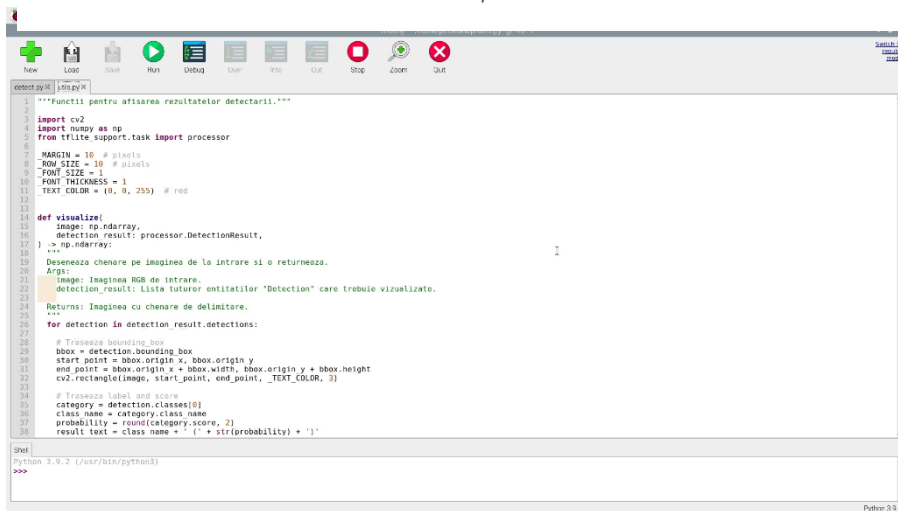 New Load Save Run Debug Over Into Out Stop Zoom Quit
Switch
detect.py utils.py
1 """Functii pentru afisarea rezultatelor detectarii."""
2
3 import cv2
4 import numpy as np
5 from tflite_support.task import processor
6
7 _MARGIN = 10 # pixels
8 _ROW_SIZE = 10 # pixels
9 _FONT_SIZE = 1
10 _FONT_THICKNESS = 1
11 _TEXT_COLOR = (0, 0, 255) # red
12
13
14 def visualize(
15 image: np.ndarray,
16 detection_result: processor.DetectionResult,
17 ) -> np.ndarray:
18 """
19 Deseneaza chenare pe imaginea de la intrare si o returneaza.
20 Args:
21 image: Imaginea RGB de intrare.
22 detection_result: Lista tuturor entitatilor "Detection" care trebuie vizualizate.
23
24 Returns: Imaginea cu chenare de delimitare.
25 """
26 for detection in detection_result.detections:
27
28 # Traseaza bounding_box
29 bbox = detection.bounding_box
30 start_point = bbox.origin_x, bbox.origin_y
31 end_point = bbox.origin_x + bbox.width, bbox.origin_y + bbox.height
32 cv2.rectangle(image, start_point, end_point, _TEXT_COLOR, 3)
33
34 # Traseaza label and score
35 category = detection.classes[0]
36 class_name = category.class_name
37 probability = round(category.score, 2)
38 result_text = class_name + ' (' + str(probability) + ')'
Shell
Python 3.9.2 (/usr/bin/python3)
>>>
Python 3.9